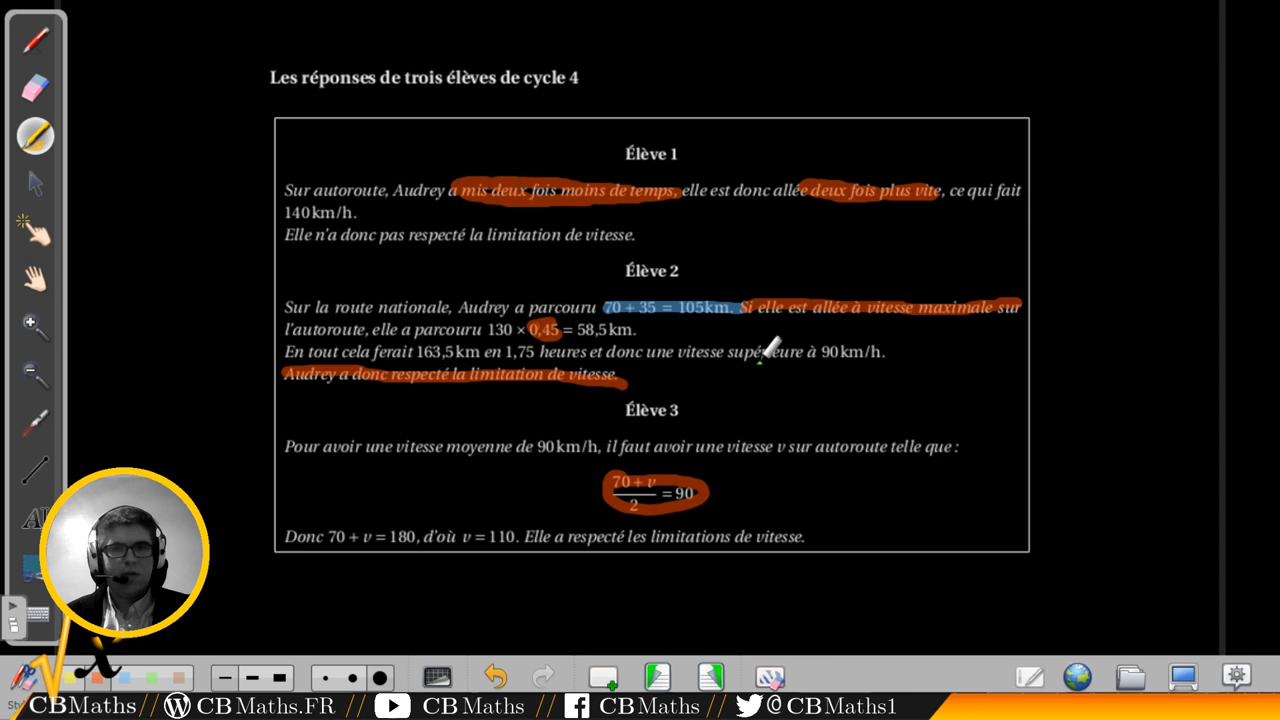 Les réponses de trois élèves de cycle 4
Élève 1
Sur autoroute, Audrey a mis deux fois moins de temps, elle est donc allée deux fois plus vite, ce qui fait
140 km/h.
Elle n'a donc pas respecté la limitation de vitesse.
Élève 2
Sur la route nationale, Audrey a parcouru 70 + 35 = 105 km. Si elle est allée à vitesse maximale sur
l'autoroute, elle a parcouru 130 × 0,45 = 58,5 km.
En tout cela ferait 163,5 km en 1,75 heures et donc une vitesse supérieure à 90 km/h.
Audrey a donc respecté la limitation de vitesse.
Élève 3
Pour avoir une vitesse moyenne de 90 km/h, il faut avoir une vitesse v sur autoroute telle que :
70 + v
2
= 90
Donc 70 + v = 180, d'où v = 110. Elle a respecté les limitations de vitesse.
CBMaths // CBMaths.FR // CBMaths // CBMaths // @CBMaths1